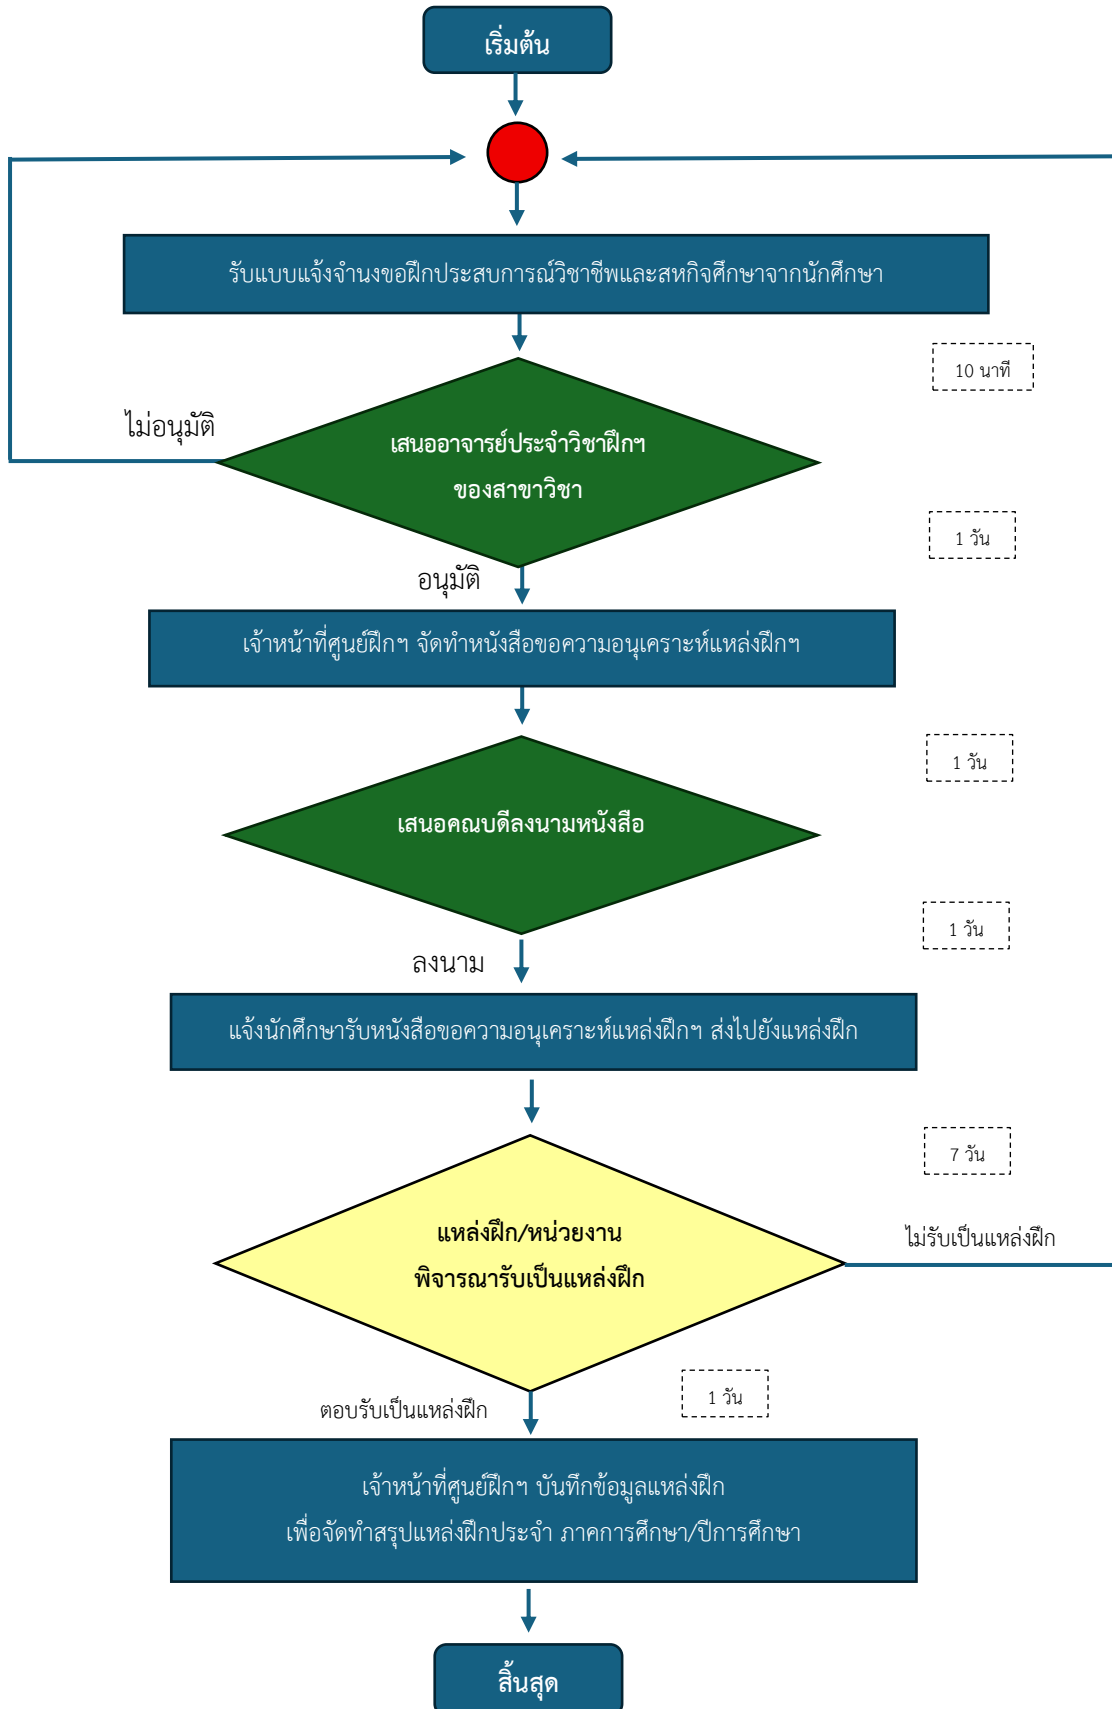 เริ่มต้น
รับแบบแจ้งจำนงขอฝึกประสบการณ์วิชาชีพและสหกิจศึกษาจากนักศึกษา
10 นาที
ไม่อนุมัติ
เสนออาจารย์ประจำวิชาฝึกฯ
ของสาขาวิชา
1 วัน
อนุมัติ
เจ้าหน้าที่ศูนย์ฝึกฯ จัดทำหนังสือขอความอนุเคราะห์แหล่งฝึกฯ
1 วัน
เสนอคณบดีลงนามหนังสือ
1 วัน
ลงนาม
แจ้งนักศึกษารับหนังสือขอความอนุเคราะห์แหล่งฝึกฯ ส่งไปยังแหล่งฝึก
7 วัน
แหล่งฝึก/หน่วยงาน
พิจารณารับเป็นแหล่งฝึก
ไม่รับเป็นแหล่งฝึก
1 วัน
ตอบรับเป็นแหล่งฝึก
เจ้าหน้าที่ศูนย์ฝึกฯ บันทึกข้อมูลแหล่งฝึก
เพื่อจัดทำสรุปแหล่งฝึกประจำ ภาคการศึกษา/ปีการศึกษา
สิ้นสุด